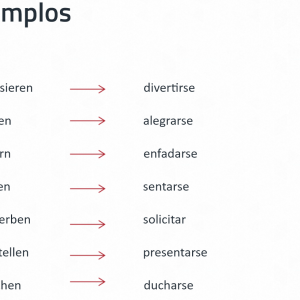 mplos
sieren → divertirse
en → alegrarse
rn → enfadarse
en → sentarse
erben → solicitar
tellen → presentarse
hen → ducharse